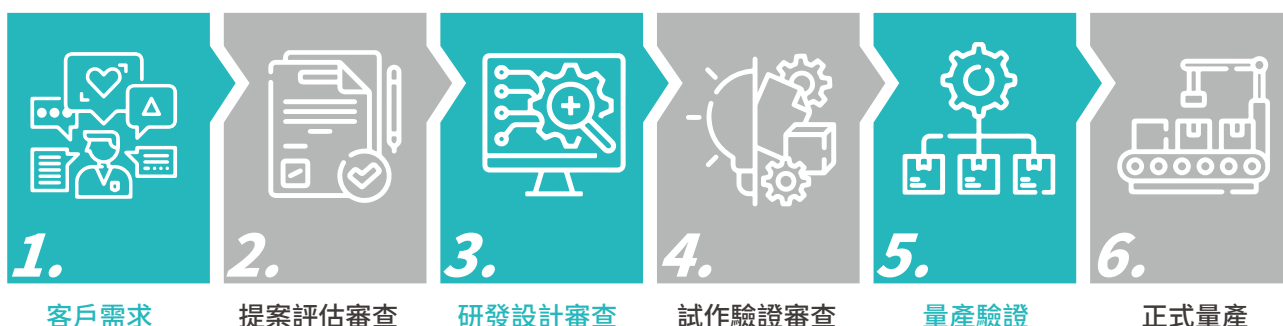 1.
2.
3.
4.
5.
6.
客戶需求
提案評估審查
研發設計審查
試作驗證審查
量產驗證
正式量產